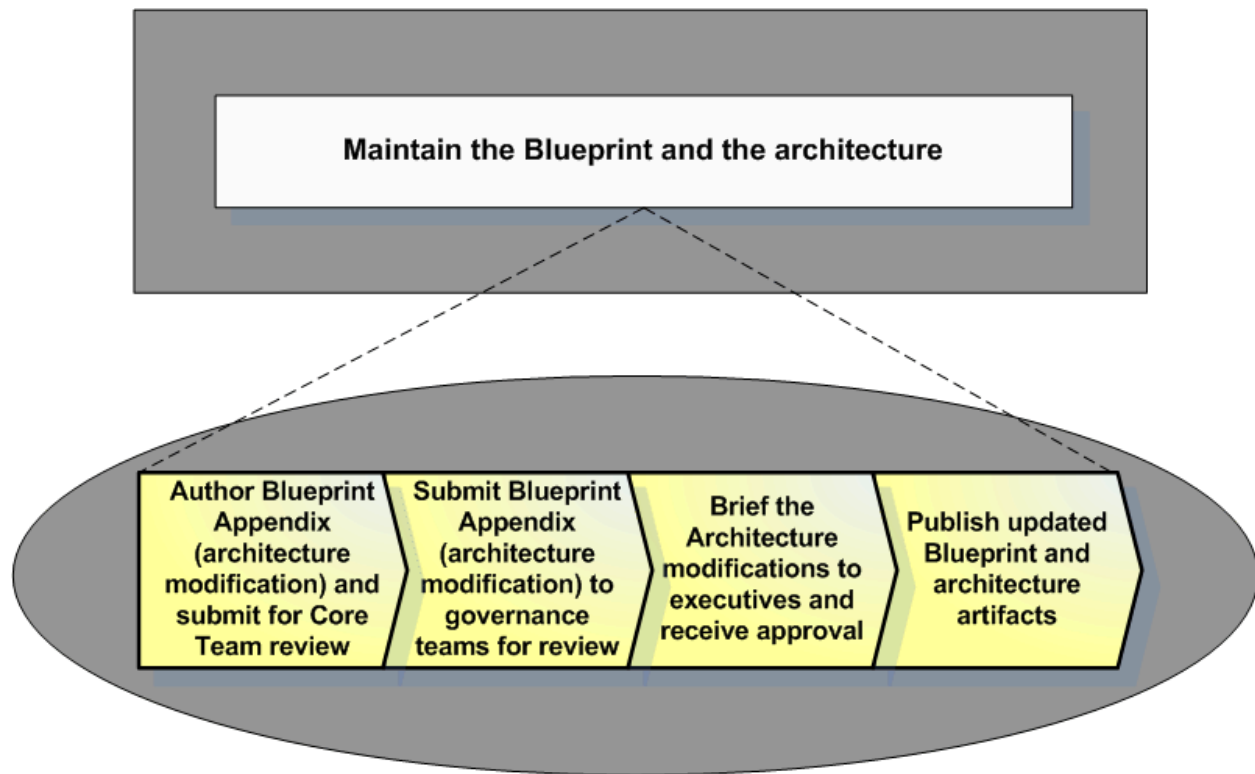 Maintain the Blueprint and the architecture
Author Blueprint
Appendix
(architecture
modification) and
submit for Core
Team review
Submit Blueprint
Appendix
(architecture
modification) to
governance
teams for review
Brief the
Architecture
modifications to
executives and
receive approval
Publish updated
Blueprint and
architecture
artifacts